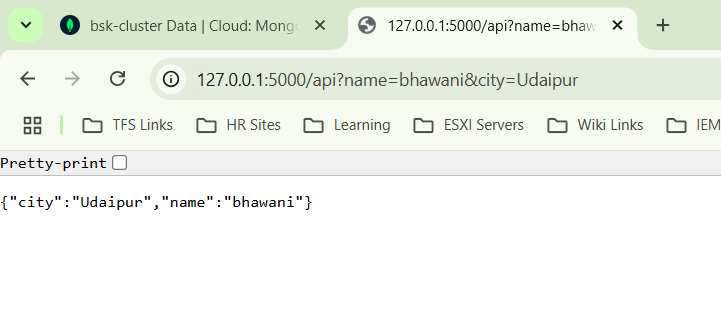 bsk-cluster Data | Cloud: Mong
127.0.0.1:5000/api?name=bhaw
127.0.0.1:5000/api?name=bhawani&city=Udaipur
TFS Links HR Sites Learning ESXI Servers Wiki Links IEM
Pretty-print
{"city":"Udaipur","name":"bhawani"}